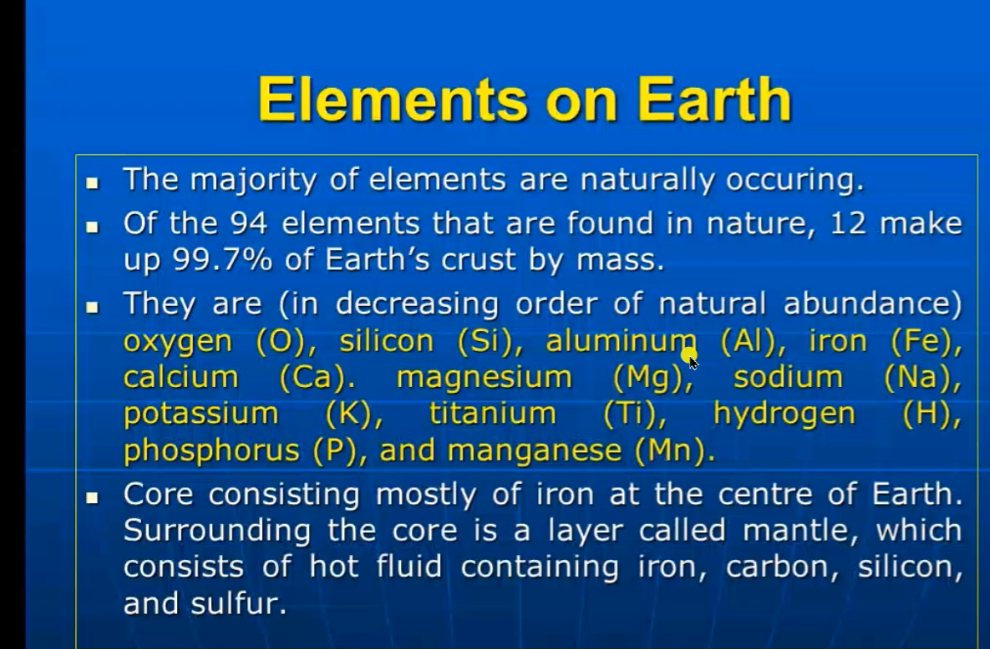 Elements on Earth
▪ The majority of elements are naturally occuring.
▪ Of the 94 elements that are found in nature, 12 make
up 99.7% of Earth’s crust by mass.
▪ They are (in decreasing order of natural abundance)
oxygen (O), silicon (Si), aluminum (Al), iron (Fe),
calcium (Ca). magnesium (Mg), sodium (Na),
potassium (K), titanium (Ti), hydrogen (H),
phosphorus (P), and manganese (Mn).
▪ Core consisting mostly of iron at the centre of Earth.
Surrounding the core is a layer called mantle, which
consists of hot fluid containing iron, carbon, silicon,
and sulfur.